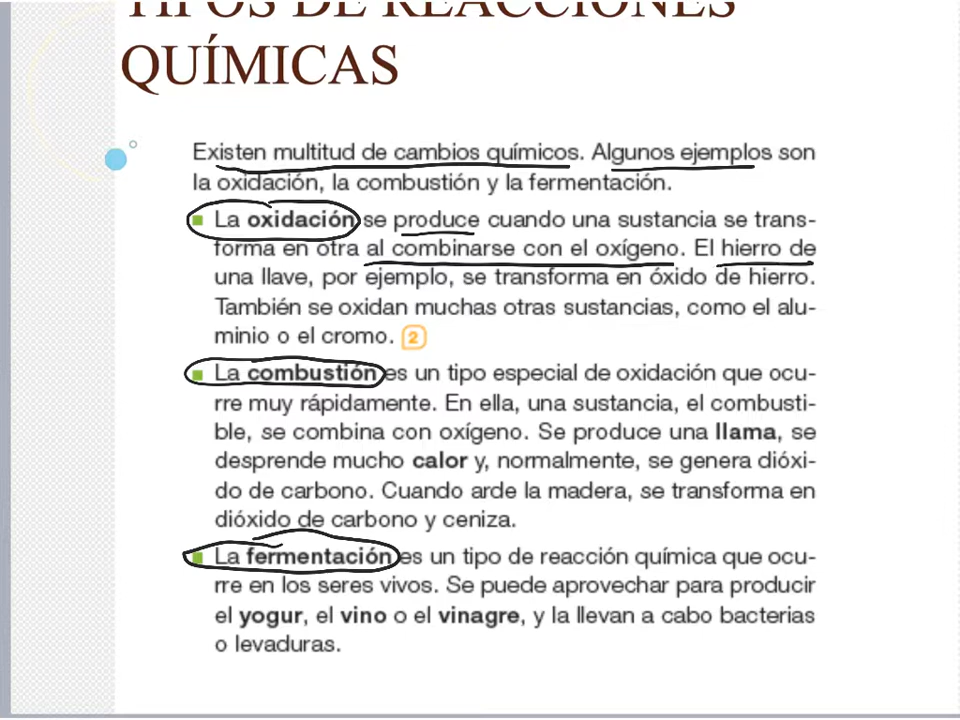 TIPOS DE REACCIONES
QUÍMICAS
Existen multitud de cambios químicos. Algunos ejemplos son
la oxidación, la combustión y la fermentación.
La oxidación se produce cuando una sustancia se trans-
forma en otra al combinarse con el oxígeno. El hierro de
una llave, por ejemplo, se transforma en óxido de hierro.
También se oxidan muchas otras sustancias, como el alu-
minio o el cromo. 2
La combustión es un tipo especial de oxidación que ocu-
rre muy rápidamente. En ella, una sustancia, el combusti-
ble, se combina con oxígeno. Se produce una llama, se
desprende mucho calor y, normalmente, se genera dióxi-
do de carbono. Cuando arde la madera, se transforma en
dióxido de carbono y ceniza.
La fermentación es un tipo de reacción química que ocu-
rre en los seres vivos. Se puede aprovechar para producir
el yogur, el vino o el vinagre, y la llevan a cabo bacterias
o levaduras.